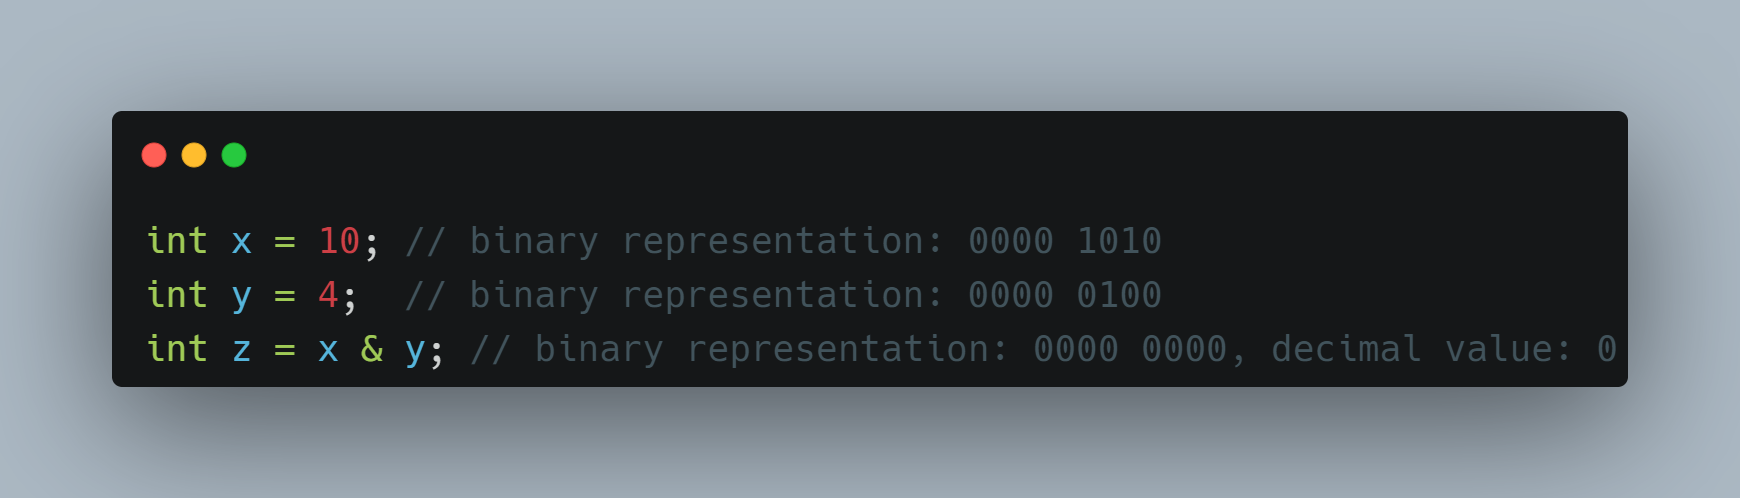 int x = 10; // binary representation: 0000 1010
int y = 4;  // binary representation: 0000 0100
int z = x & y; // binary representation: 0000 0000, decimal value: 0